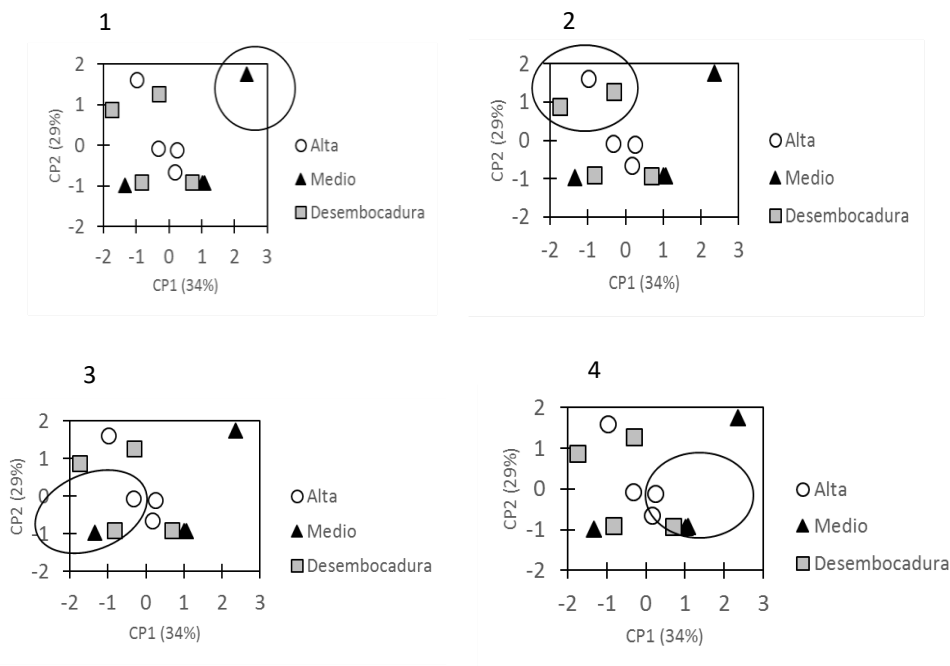 1
CP2 (29%)
2
1
0
-1
-2
-2 -1 0 1 2 3
CP1 (34%)
Alta
Medio
Desembocadura
2
CP2 (29%)
2
1
0
-1
-2
-2 -1 0 1 2 3
CP1 (34%)
Alta
Medio
Desembocadura
3
CP2 (29%)
2
1
0
-1
-2
-2 -1 0 1 2 3
CP1 (34%)
Alta
Medio
Desembocadura
4
CP2 (29%)
2
1
0
-1
-2
-2 -1 0 1 2 3
CP1 (34%)
Alta
Medio
Desembocadura